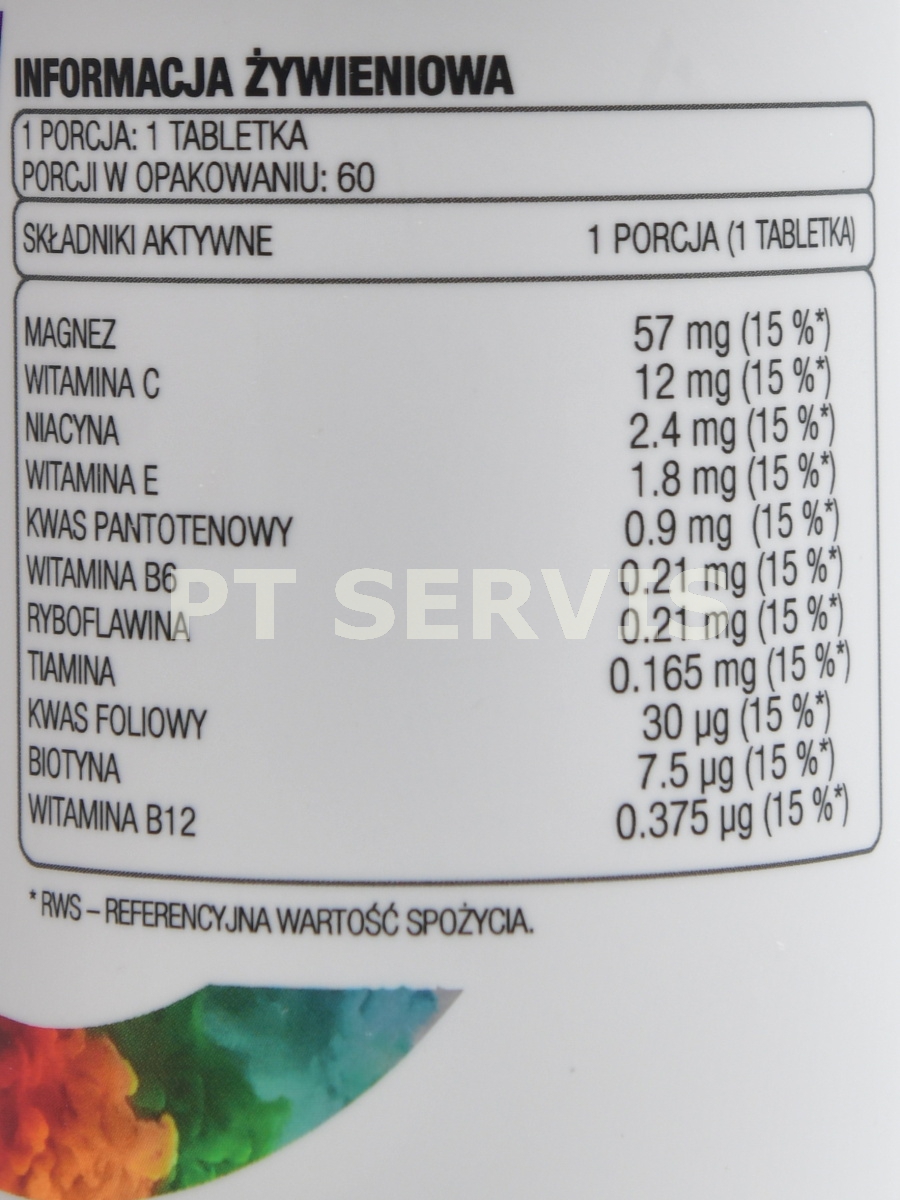 INFORMACJA ŻYWIENIOWA
1 PORCJA: 1 TABLETKA
PORCJI W OPAKOWANIU: 60
SKŁADNIKI AKTYWNE 1 PORCJA (1 TABLETKA)
MAGNEZ 57 mg (15 %*)
WITAMINA C 12 mg (15 %*)
NIACYNA 2.4 mg (15 %*)
WITAMINA E 1.8 mg (15 %*)
KWAS PANTOTENOWY 0.9 mg (15 %*)
WITAMINA B6 0.21 mg (15 %*)
PT SERVIS
RYBOFLAWINA 0.21 mg (15 %*)
TIAMINA 0.165 mg (15 %*)
KWAS FOLIOWY 30 µg (15 %*)
BIOTYNA 7.5 µg (15 %*)
WITAMINA B12 0.375 µg (15 %*)
* RWS – REFERENCYJNA WARTOŚĆ SPOŻYCIA.